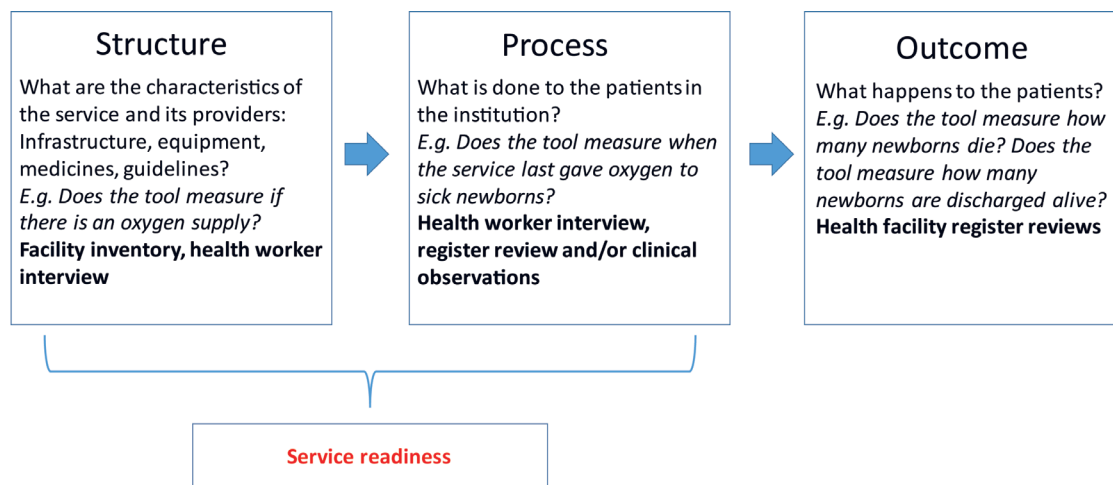 Structure
What are the characteristics of
the service and its providers:
Infrastructure, equipment,
medicines, guidelines?
E.g. Does the tool measure if
there is an oxygen supply?
Facility inventory, health worker
interview
Process
What is done to the patients in
the institution?
E.g. Does the tool measure when
the service last gave oxygen to
sick newborns?
Health worker interview,
register review and/or clinical
observations
Outcome
What happens to the patients?
E.g. Does the tool measure how
many newborns die? Does the
tool measure how many
newborns are discharged alive?
Health facility register reviews
Service readiness